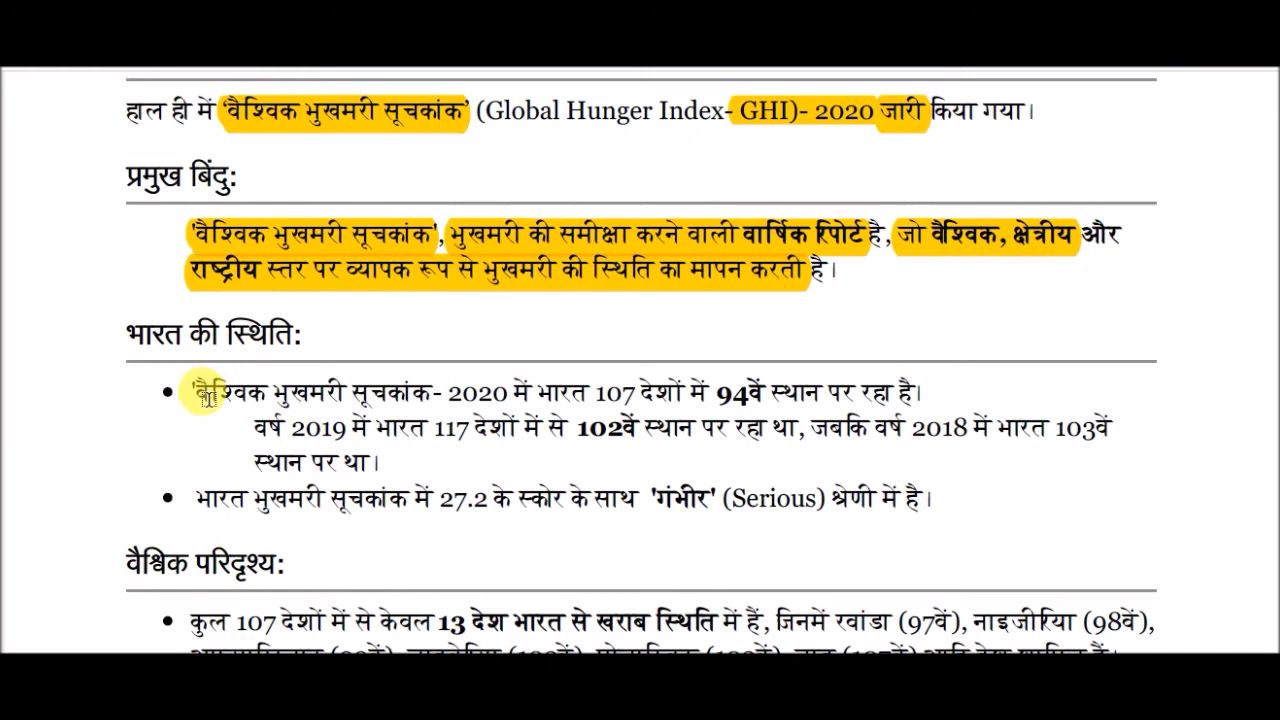 हाल ही में ‘वैश्विक भुखमरी सूचकांक’ (Global Hunger Index- GHI)- 2020 जारी किया गया।
प्रमुख बिंदु:
'वैश्विक भुखमरी सूचकांक', भुखमरी की समीक्षा करने वाली वार्षिक रिपोर्ट है, जो वैश्विक, क्षेत्रीय और
राष्ट्रीय स्तर पर व्यापक रूप से भुखमरी की स्थिति का मापन करती है।
भारत की स्थिति:
• 'वैश्विक भुखमरी सूचकांक- 2020 में भारत 107 देशों में 94वें स्थान पर रहा है।
वर्ष 2019 में भारत 117 देशों में से 102वें स्थान पर रहा था, जबकि वर्ष 2018 में भारत 103वें
स्थान पर था।
• भारत भुखमरी सूचकांक में 27.2 के स्कोर के साथ 'गंभीर' (Serious) श्रेणी में है।
वैश्विक परिदृश्य:
• कुल 107 देशों में से केवल 13 देश भारत से खराब स्थिति में हैं, जिनमें रवांडा (97वें), नाइजीरिया (98वें),